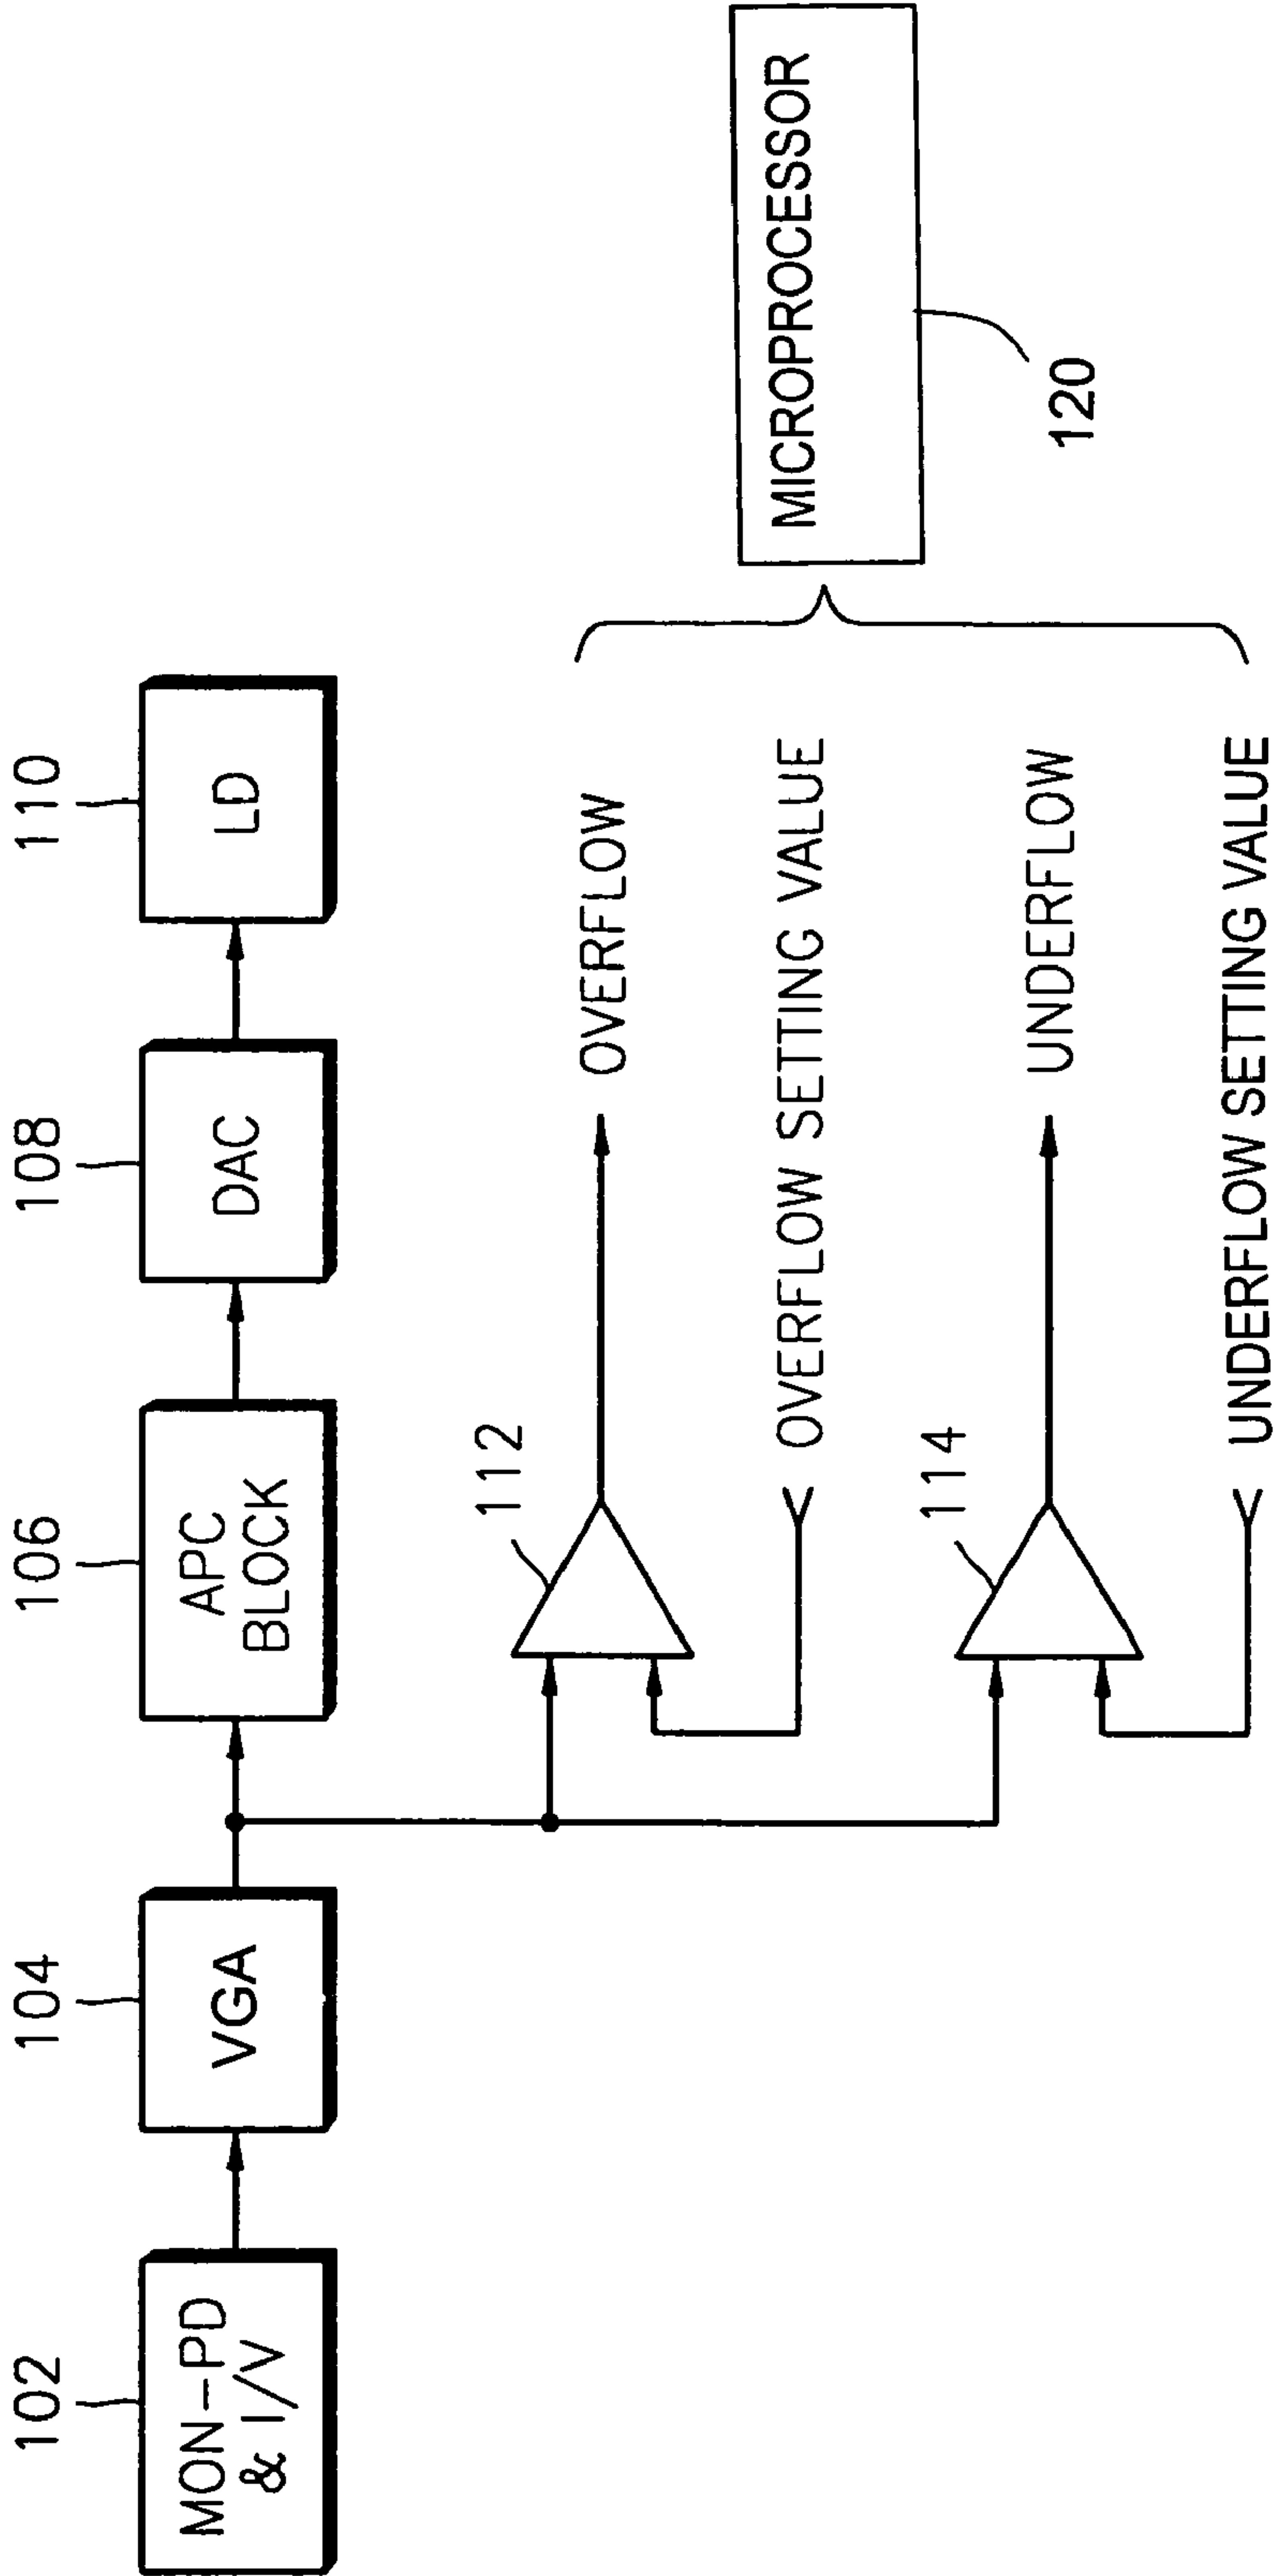 102
104
106
108
110
MON-PD
& I/V
VGA
APC
BLOCK
DAC
LD
112
OVERFLOW
OVERFLOW SETTING VALUE
MICROPROCESSOR
120
114
UNDERFLOW
UNDERFLOW SETTING VALUE